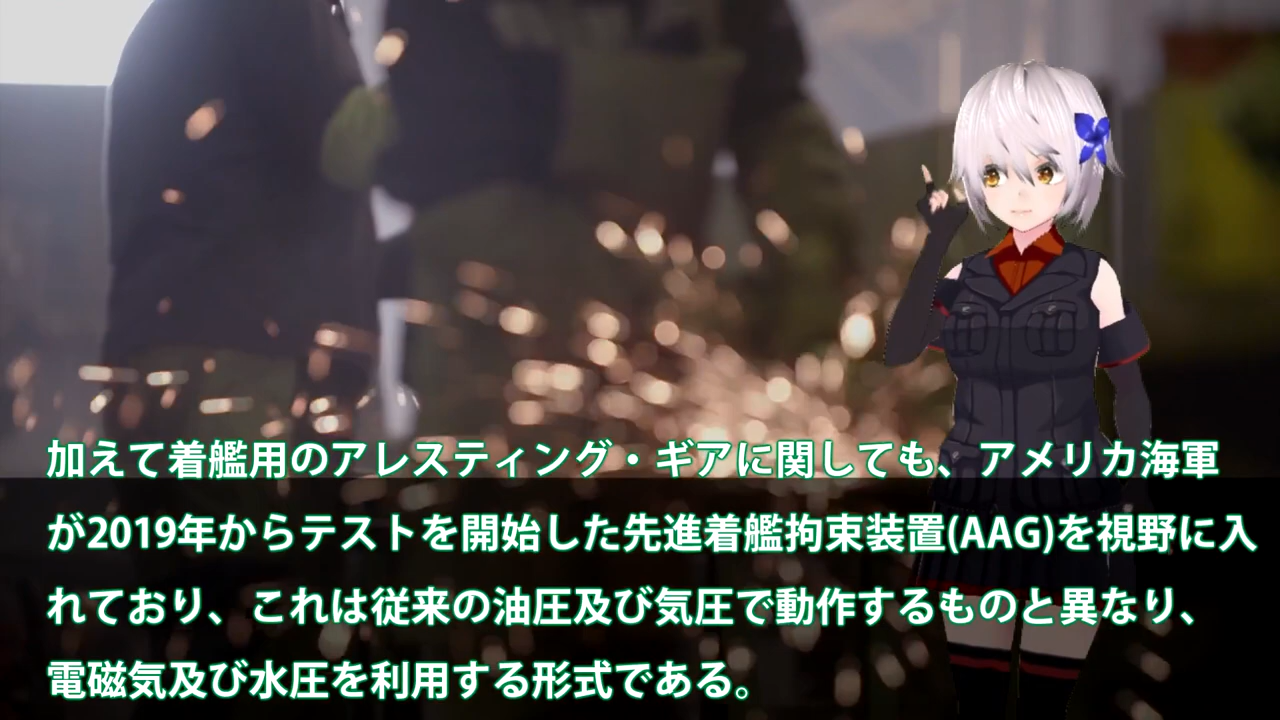 加えて着艦用のアレスティング・ギアに関しても、アメリカ海軍
が2019年からテストを開始した先進着艦拘束装置(AAG)を視野に入
れており、これは従来の油圧及び気圧で動作するものと異なり、
電磁気及び水圧を利用する形式である。